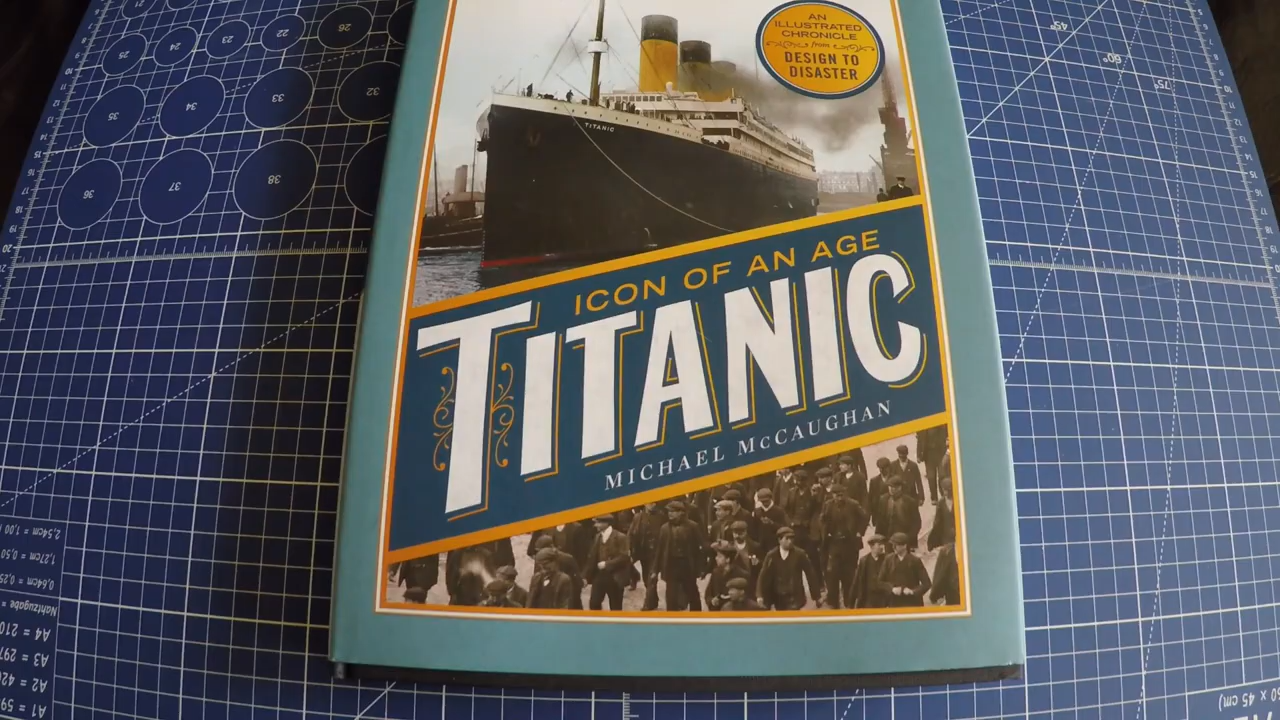 AN
ILLUSTRATED
CHRONICLE
from
DESIGN TO
DISASTER
TITANIC
ICON OF AN AGE
TITANIC
MICHAEL McCAUGHAN
21
26
25
24
23
22
35
34
33
32
36
37
38
45°
60°
75°
2,54cm = 1,00
1,27cm = 0,50
0,64cm = 0,25
Nahtzugabe =
A4 = 210
A3 = 297
A2 = 420
A1 = 59
60 x 45 cm)